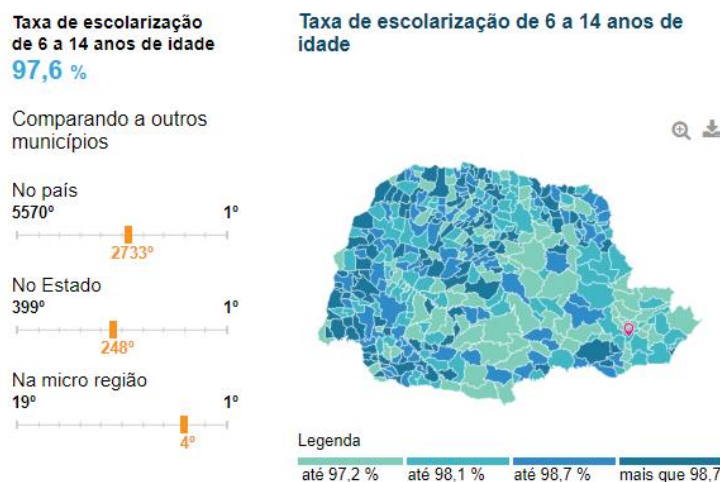 Taxa de escolarização
de 6 a 14 anos de idade
97,6 %
Comparando a outros
municípios
No país
5570º 1º
2733º
No Estado
399º 1º
248º
Na micro região
19º 1º
4º
Taxa de escolarização de 6 a 14 anos de
idade
Legenda
até 97,2 % até 98,1 % até 98,7 % mais que 98,7